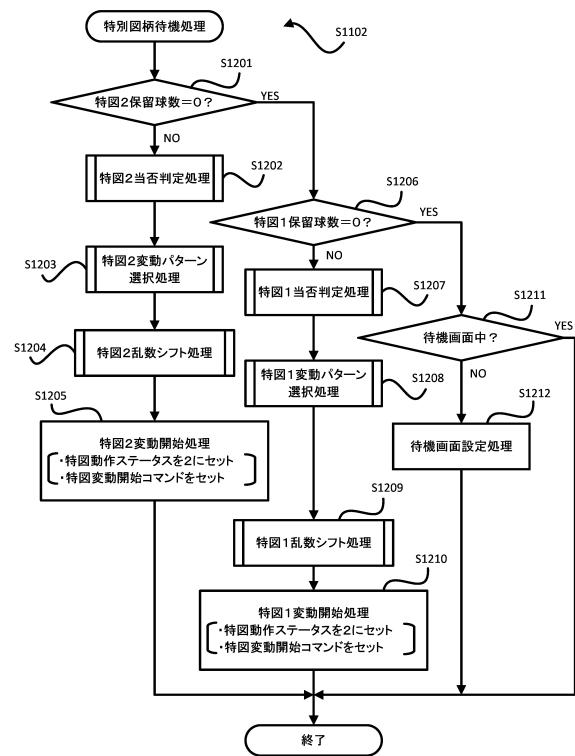 特別図柄待機処理
S1102
S1201
特図2保留球数=0?
YES
NO
S1202
特図2当否判定処理
S1203
特図2変動パターン
選択処理
S1204
特図2乱数シフト処理
S1205
特図2変動開始処理
・特図動作ステータスを2にセット
・特図変動開始コマンドをセット
S1206
特図1保留球数=0?
YES
NO
S1207
特図1当否判定処理
特図1変動パターン
選択処理
S1208
S1209
特図1乱数シフト処理
S1210
特図1変動開始処理
・特図動作ステータスを2にセット
・特図変動開始コマンドをセット
S1211
待機画面中?
YES
NO
S1212
待機画面設定処理
終了